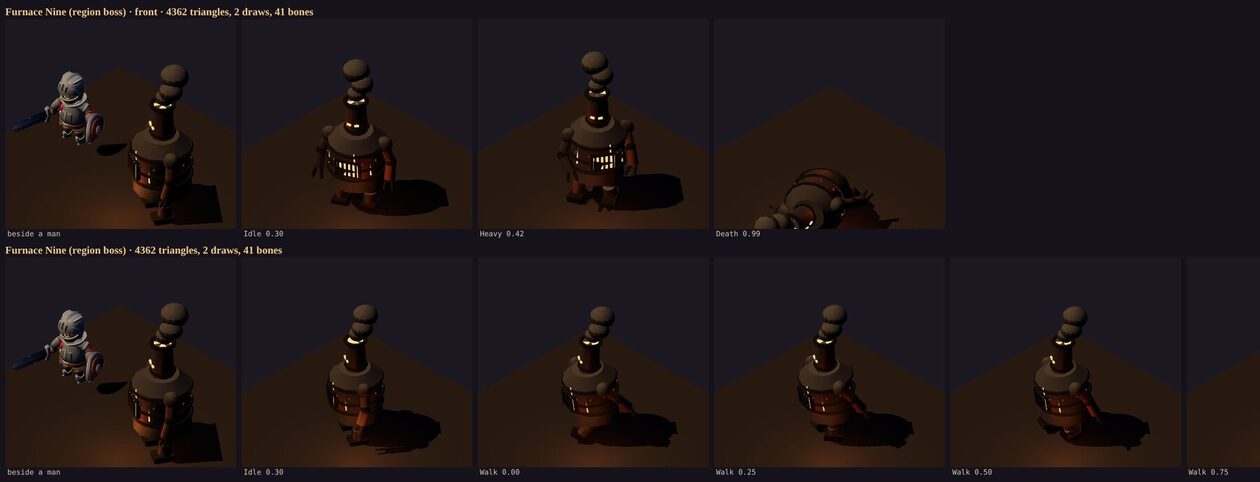 Furnace Nine (region boss) · front · 4362 triangles, 2 draws, 41 bones
beside a man
Idle 0.30
Heavy 0.42
Death 0.99
Furnace Nine (region boss) · 4362 triangles, 2 draws, 41 bones
beside a man
Idle 0.30
Walk 0.00
Walk 0.25
Walk 0.50
Walk 0.75